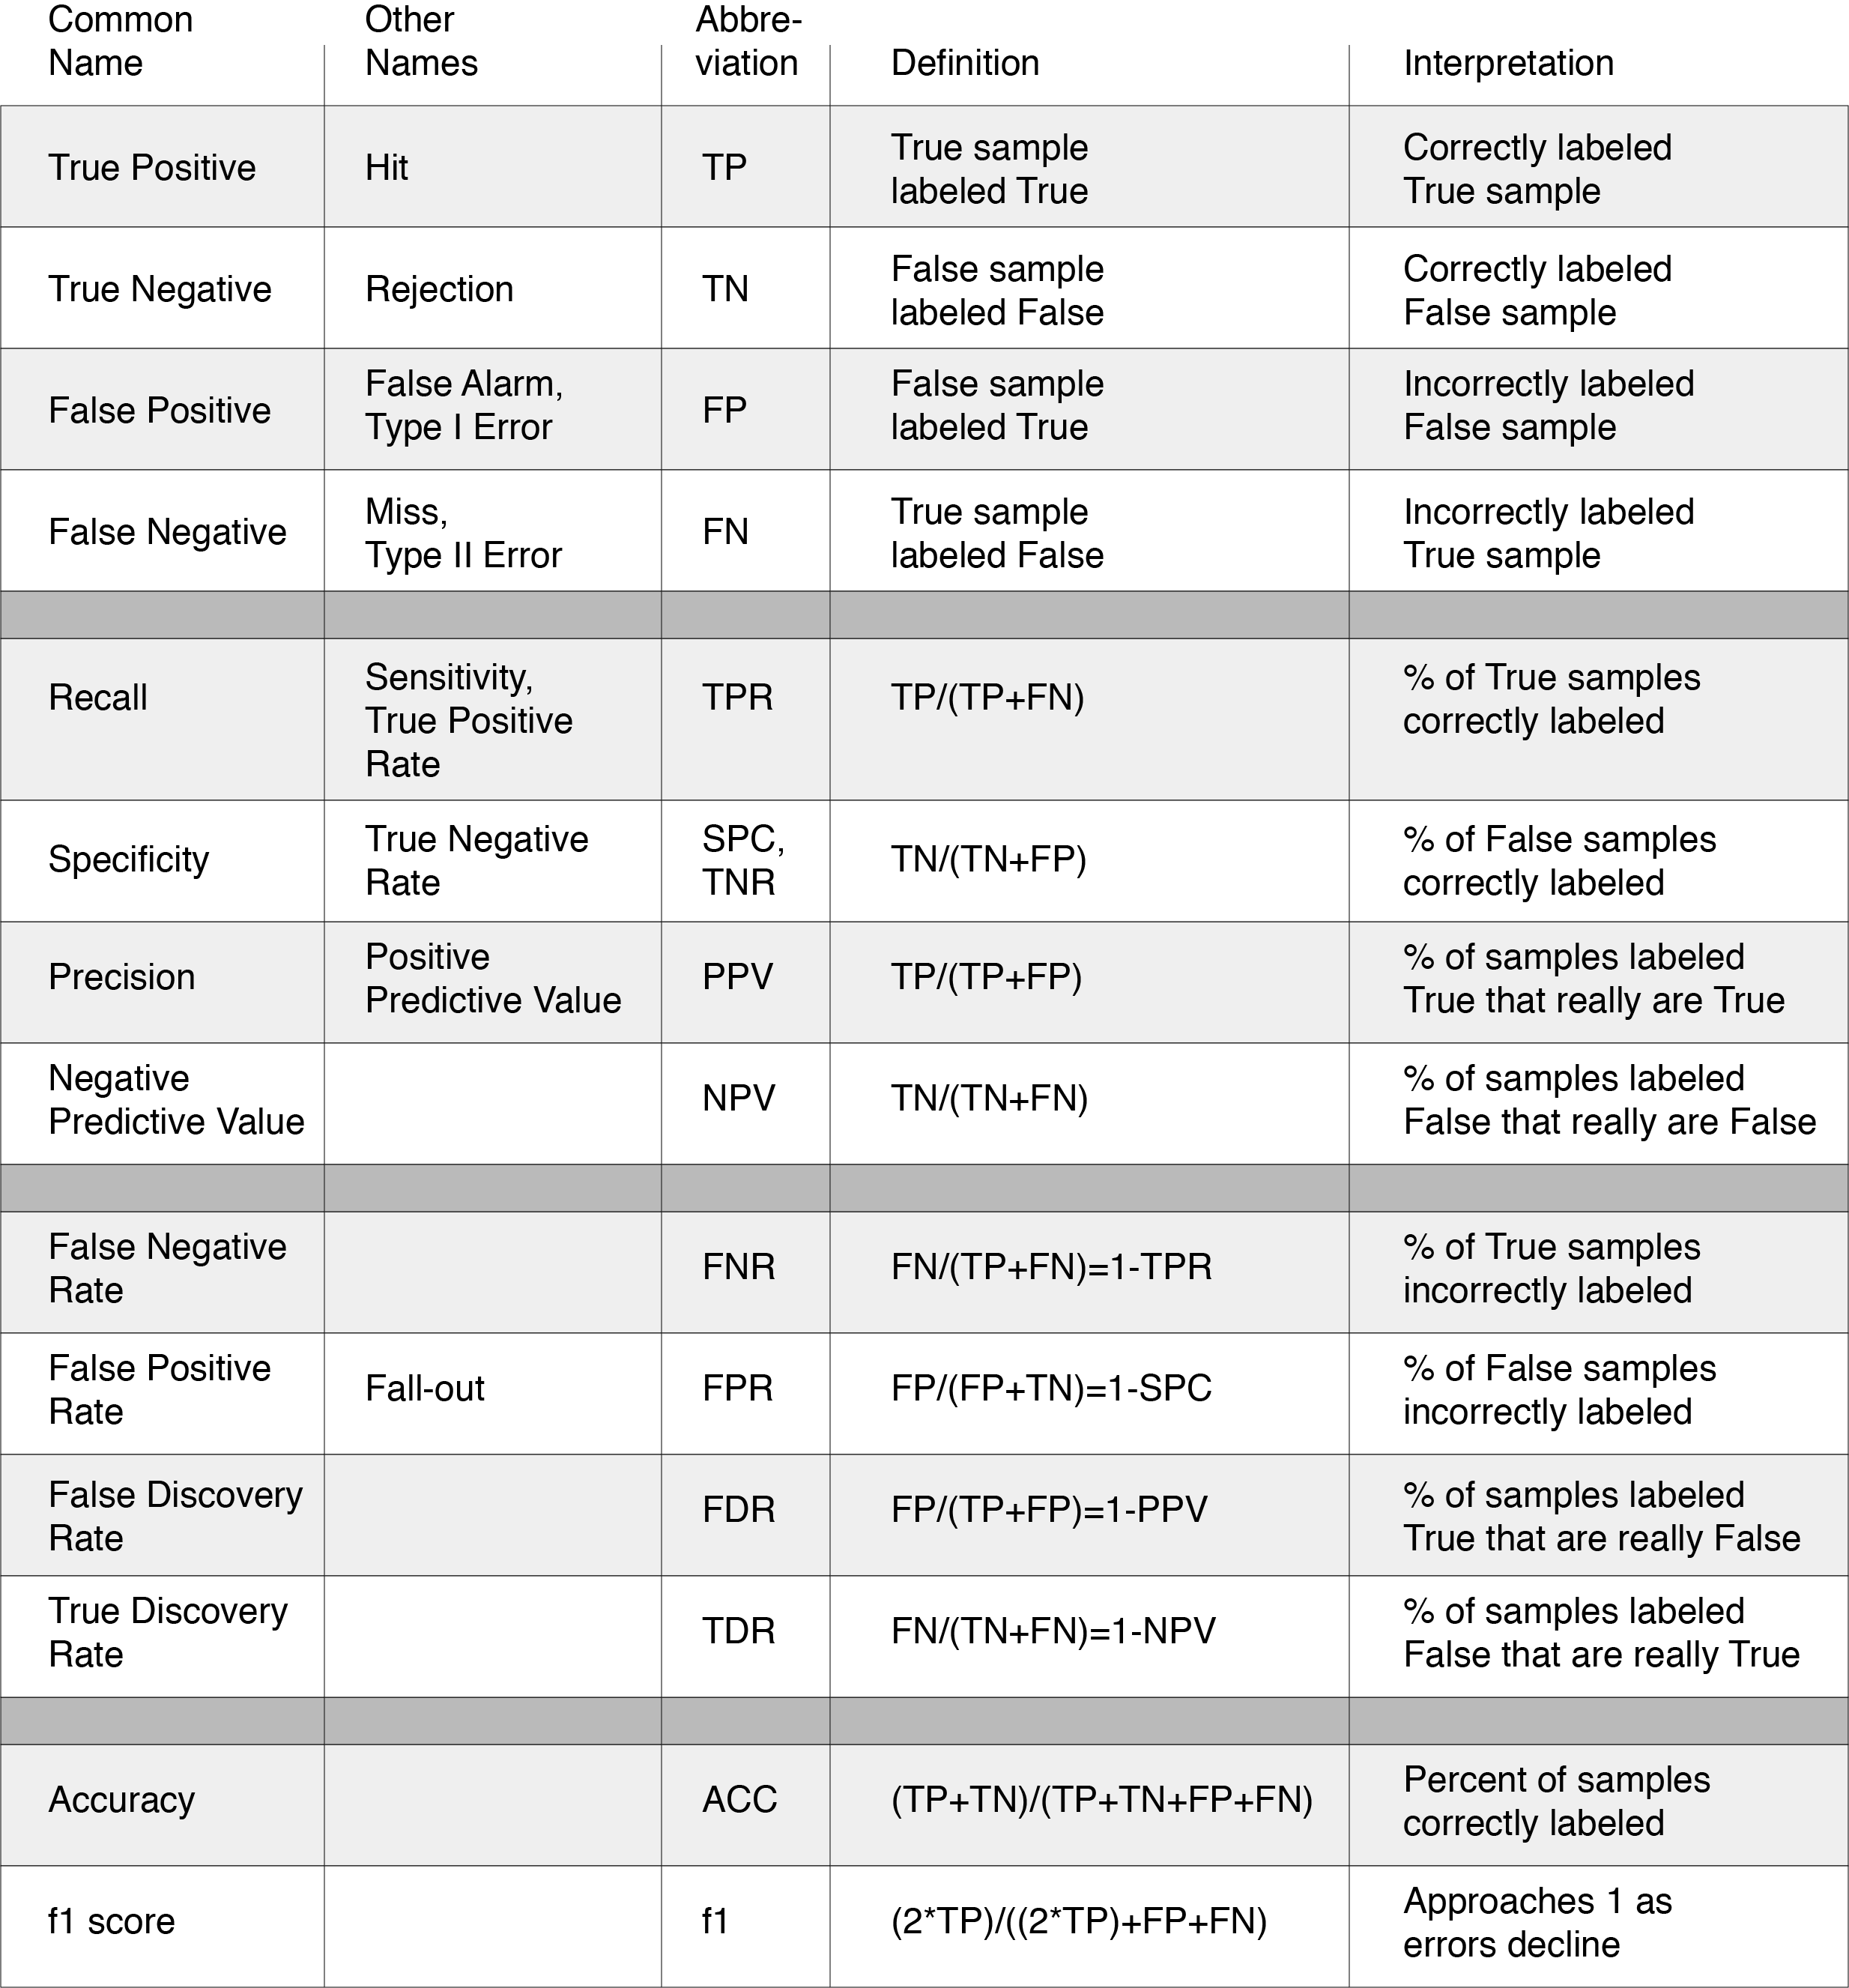 Common Name | Other Names | Abbre-viation | Definition | Interpretation
True Positive | Hit | TP | True sample labeled True | Correctly labeled True sample
True Negative | Rejection | TN | False sample labeled False | Correctly labeled False sample
False Positive | False Alarm, Type I Error | FP | False sample labeled True | Incorrectly labeled False sample
False Negative | Miss, Type II Error | FN | True sample labeled False | Incorrectly labeled True sample
Recall | Sensitivity, True Positive Rate | TPR | TP/(TP+FN) | % of True samples correctly labeled
Specificity | True Negative Rate | SPC, TNR | TN/(TN+FP) | % of False samples correctly labeled
Precision | Positive Predictive Value | PPV | TP/(TP+FP) | % of samples labeled True that really are True
Negative Predictive Value | | NPV | TN/(TN+FN) | % of samples labeled False that really are False
False Negative Rate | | FNR | FN/(TP+FN)=1-TPR | % of True samples incorrectly labeled
False Positive Rate | Fall-out | FPR | FP/(FP+TN)=1-SPC | % of False samples incorrectly labeled
False Discovery Rate | | FDR | FP/(TP+FP)=1-PPV | % of samples labeled True that are really False
True Discovery Rate | | TDR | FN/(TN+FN)=1-NPV | % of samples labeled False that are really True
Accuracy | | ACC | (TP+TN)/(TP+TN+FP+FN) | Percent of samples correctly labeled
f1 score | | f1 | (2*TP)/((2*TP)+FP+FN) | Approaches 1 as errors decline